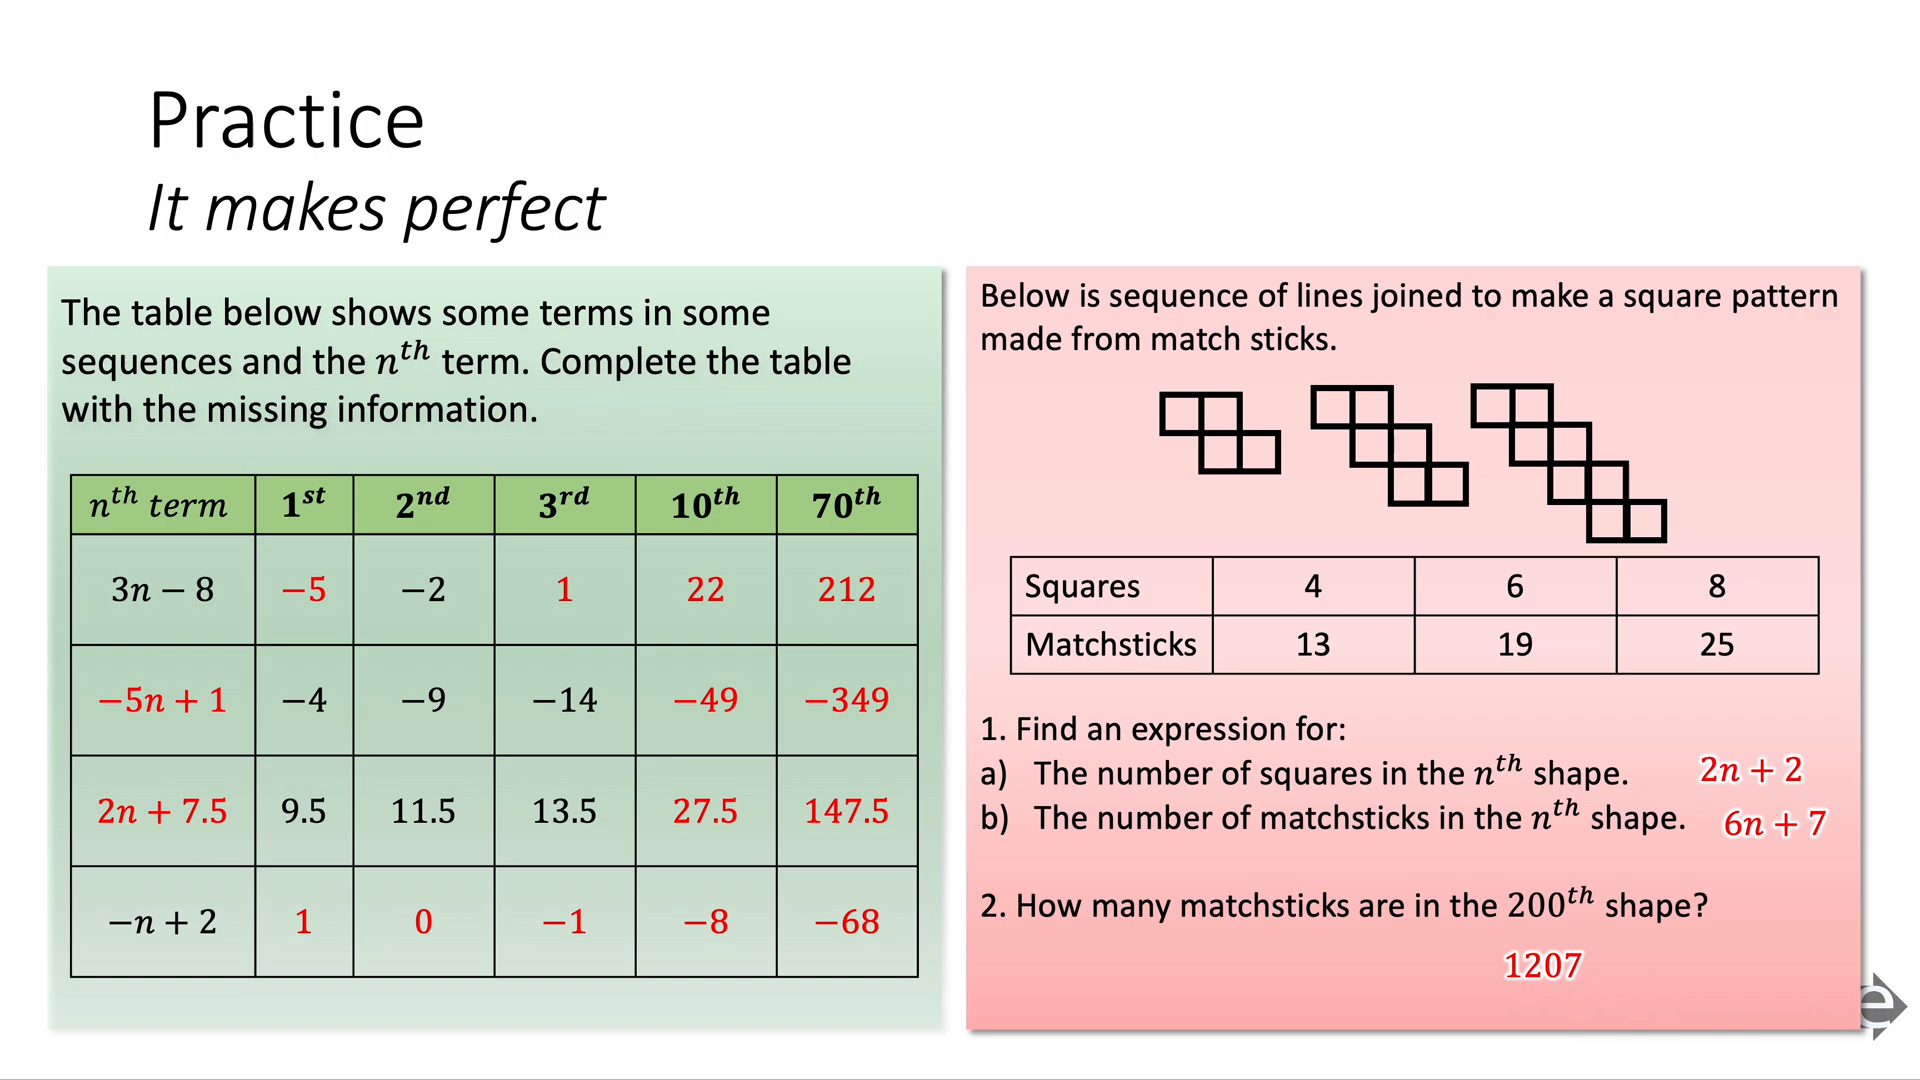 Practice
It makes perfect
The table below shows some terms in some
sequences and the nᵗʰ term. Complete the table
with the missing information.
nᵗʰ term 1ˢᵗ 2ⁿᵈ 3ʳᵈ 10ᵗʰ 70ᵗʰ
3n − 8 −5 −2 1 22 212
−5n + 1 −4 −9 −14 −49 −349
2n + 7.5 9.5 11.5 13.5 27.5 147.5
−n + 2 1 0 −1 −8 −68
Below is sequence of lines joined to make a square pattern
made from match sticks.
Squares 4 6 8
Matchsticks 13 19 25
1. Find an expression for:
a) The number of squares in the nᵗʰ shape. 2n + 2
b) The number of matchsticks in the nᵗʰ shape. 6n + 7
2. How many matchsticks are in the 200ᵗʰ shape?
1207
e